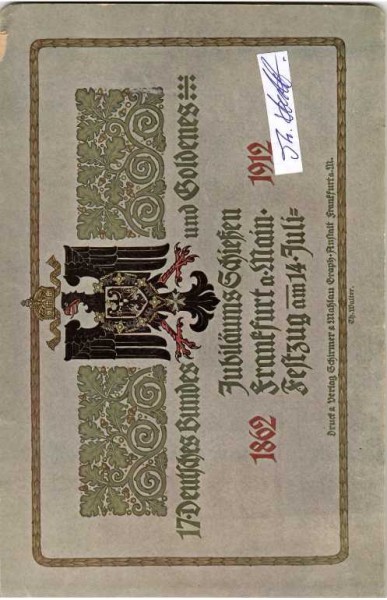 17. Deutsches Bundes und Goldenes
Jubiläums Schießen
1862 Frankfurt a. Main. 1912
Festzug am 14. Juli
Druck & Verlag Schirmer & Mahlau Graph. Anstalt Frankfurt a. M.